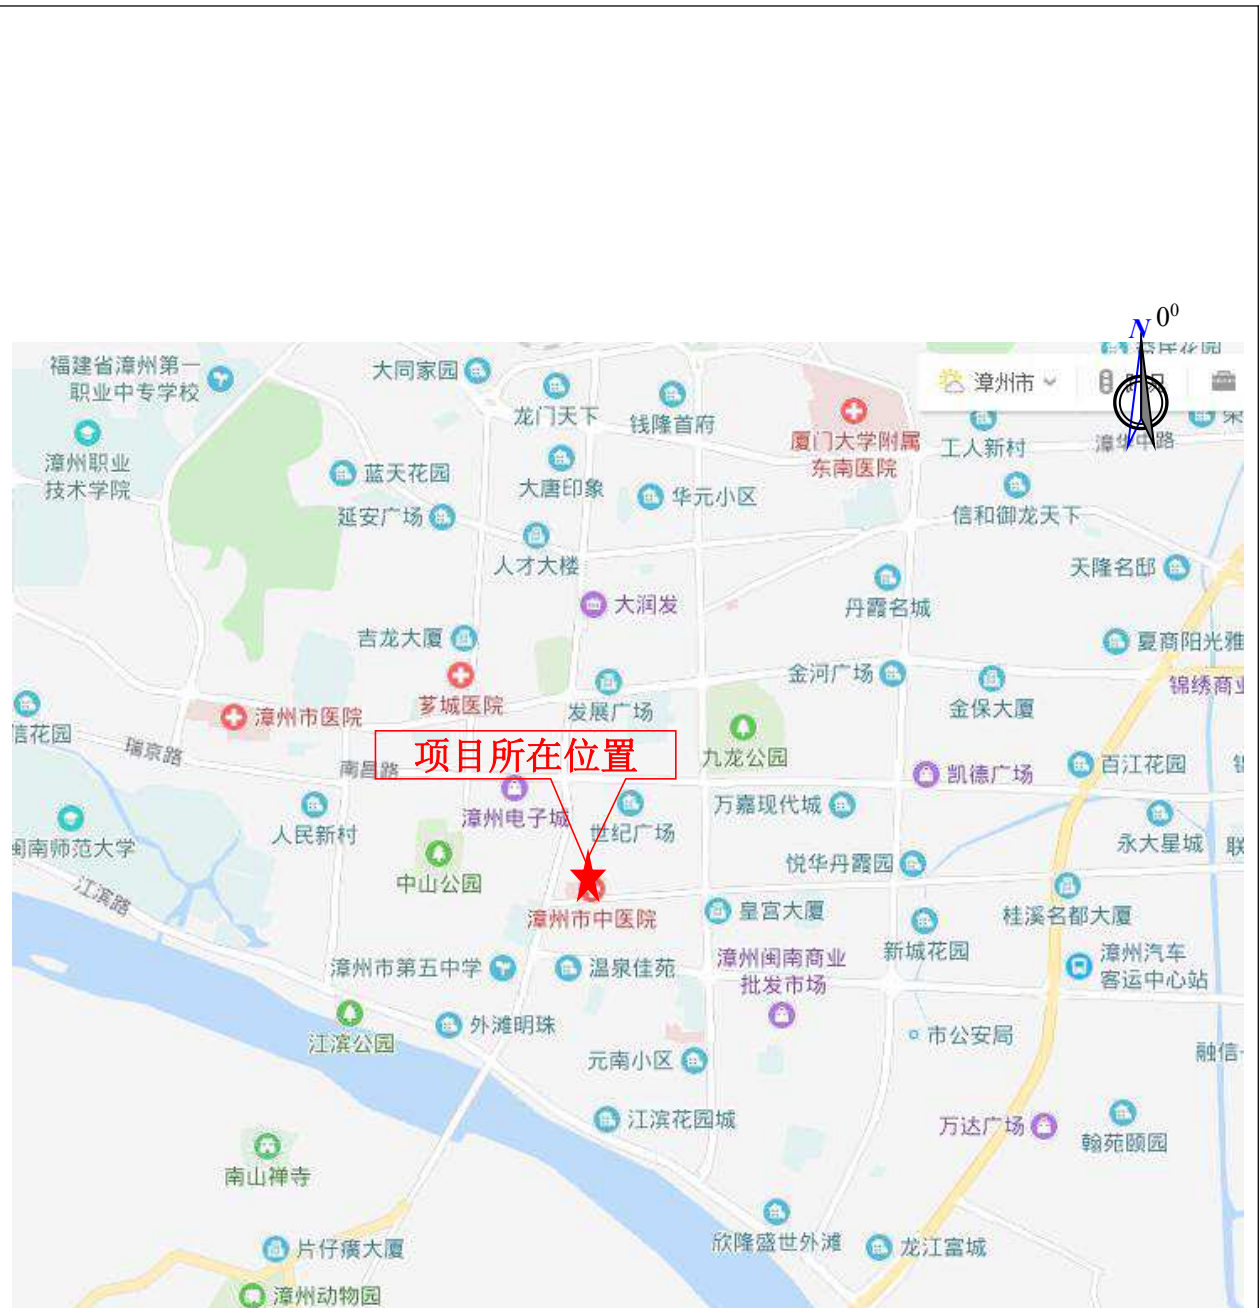 N 0⁰
福建省漳州第一
职业中专学校
大同家园
龙门天下
钱隆首府
厦门大学附属
东南医院
漳州市
工人新村
漳华中路
漳州职业
技术学院
蓝天花园
大唐印象
华元小区
延安广场
信和御龙天下
人才大楼
天隆名邸
大润发
丹霞名城
吉龙大厦
夏商阳光雅
芗城医院
金河广场
锦绣商业
漳州市医院
发展广场
金保大厦
信花园
瑞京路
南昌路
项目所在位置
九龙公园
凯德广场
百江花园
漳州电子城
万嘉现代城
人民新村
世纪广场
永大星城
联
闽南师范大学
悦华丹霞园
中山公园
江滨路
漳州市中医院
皇宫大厦
桂溪名都大厦
新城花园
漳州市第五中学
温泉佳苑
漳州闽南商业
批发市场
漳州汽车
客运中心站
外滩明珠
江滨公园
市公安局
元南小区
融信
江滨花园城
万达广场
翰苑颐园
南山禅寺
欣隆盛世外滩
龙江富城
片仔癀大厦
漳州动物园